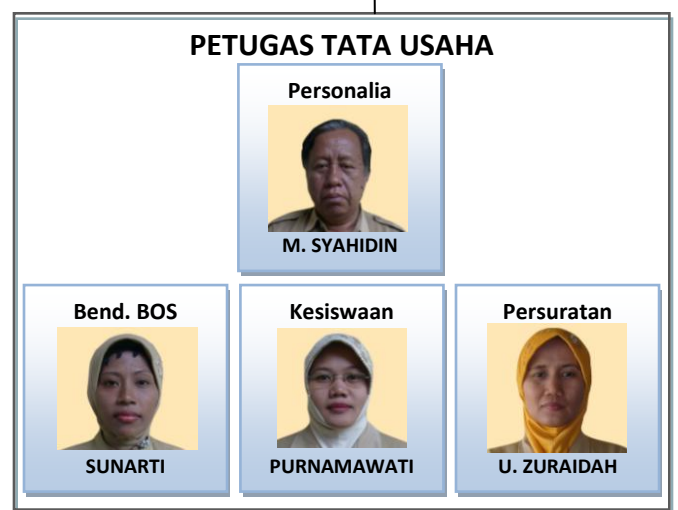 PETUGAS TATA USAHA
Personalia
M. SYAHIDIN
Bend. BOS
SUNARTI
Kesiswaan
PURNAMAWATI
Persuratan
U. ZURAIDAH